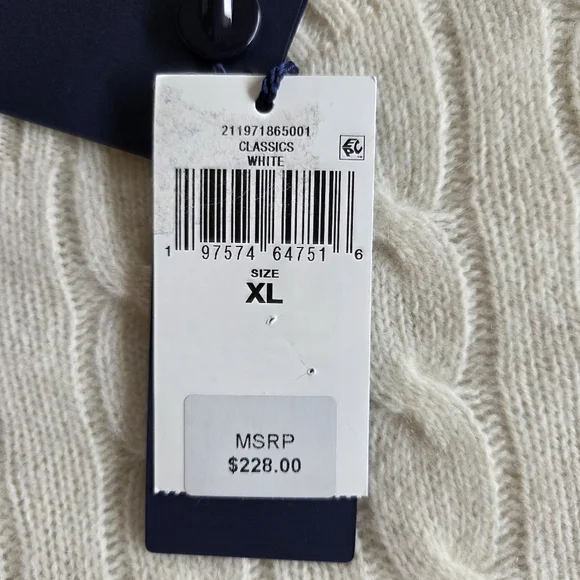 211971865001
CLASSICS
WHITE
1 97574 64751 6
SIZE
XL
MSRP
$228.00